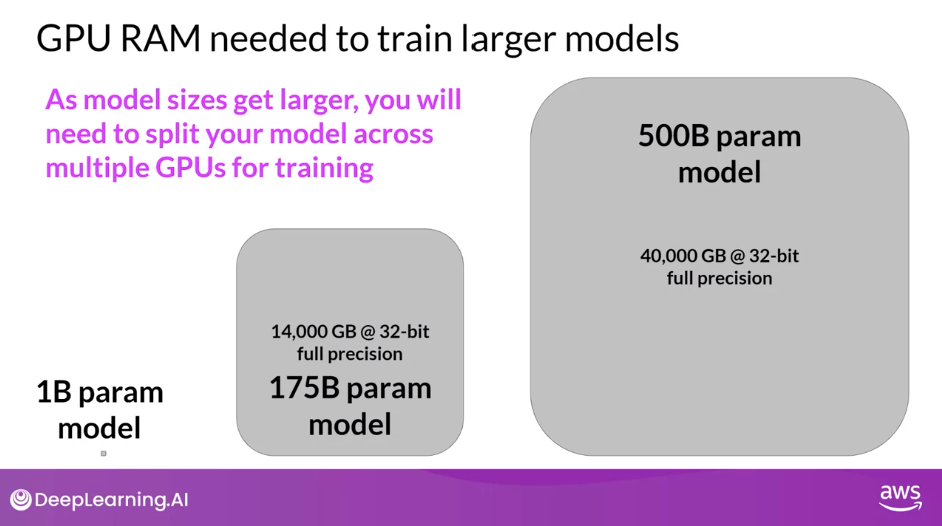 GPU RAM needed to train larger models
As model sizes get larger, you will
need to split your model across
multiple GPUs for training
1B param
model
14,000 GB @ 32-bit
full precision
175B param
model
500B param
model
40,000 GB @ 32-bit
full precision
DeepLearning.AI
aws